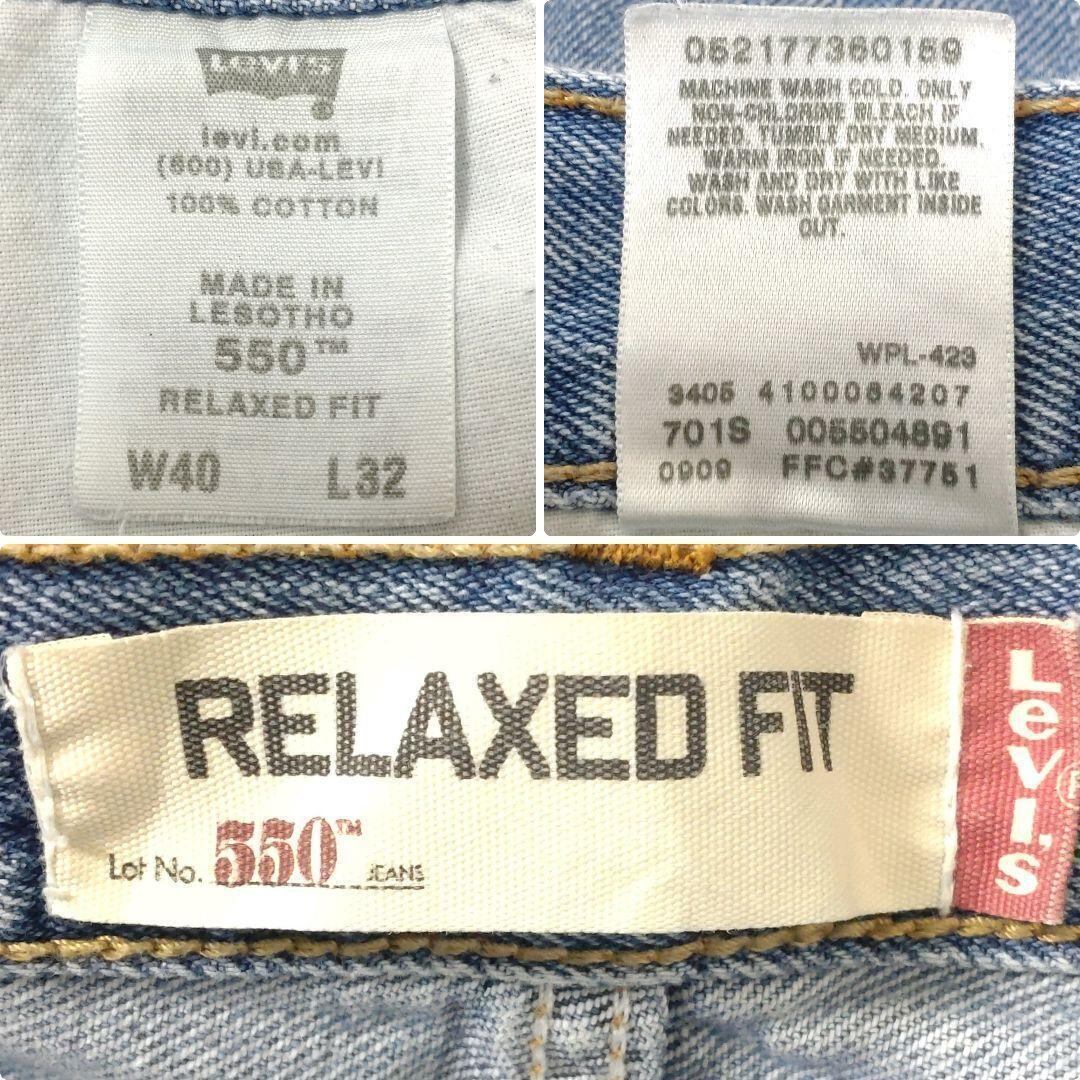 Levi's
levi.com
(800) USA-LEVI
100% COTTON
MADE IN
LESOTHO
550™
RELAXED FIT
W40 L32
052177360159
MACHINE WASH COLD. ONLY
NON-CHLORINE BLEACH IF
NEEDED. TUMBLE DRY MEDIUM.
WARM IRON IF NEEDED.
WASH AND DRY WITH LIKE
COLORS. WASH GARMENT INSIDE
OUT.
WPL-423
3405 4100084207
701S 005504891
0909 FFC#37751
RELAXED FIT
Lot No. 550™ JEANS
LeVI'S®